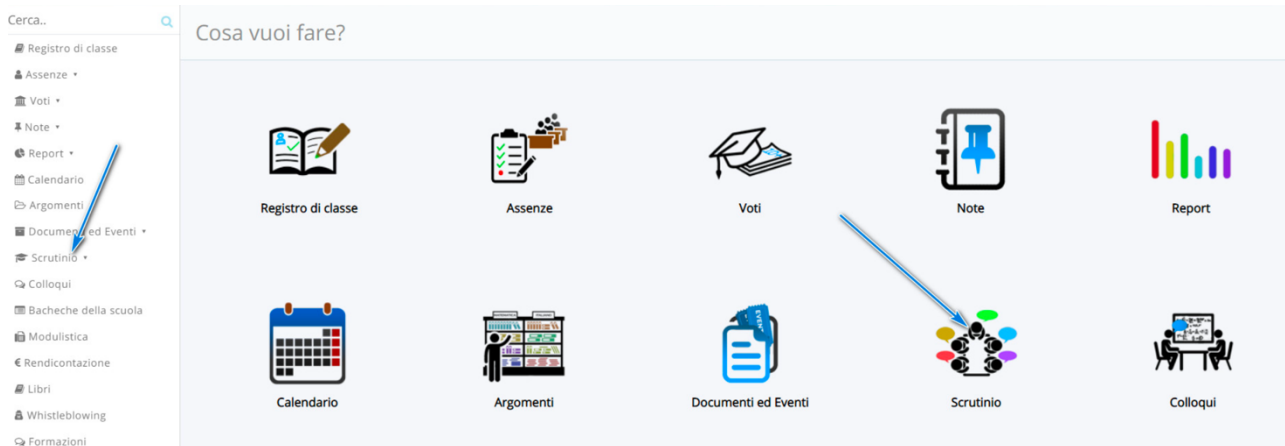 Cerca..
Registro di classe
Assenze
Voti
Note
Report
Calendario
Argomenti
Documenti ed Eventi
Scrutinio
Colloqui
Bacheche della scuola
Modulistica
€ Rendicontazione
Libri
Whistleblowing
Formazioni
Cosa vuoi fare?
Registro di classe
Assenze
Voti
Note
Report
Calendario
Argomenti
Documenti ed Eventi
Scrutinio
Colloqui